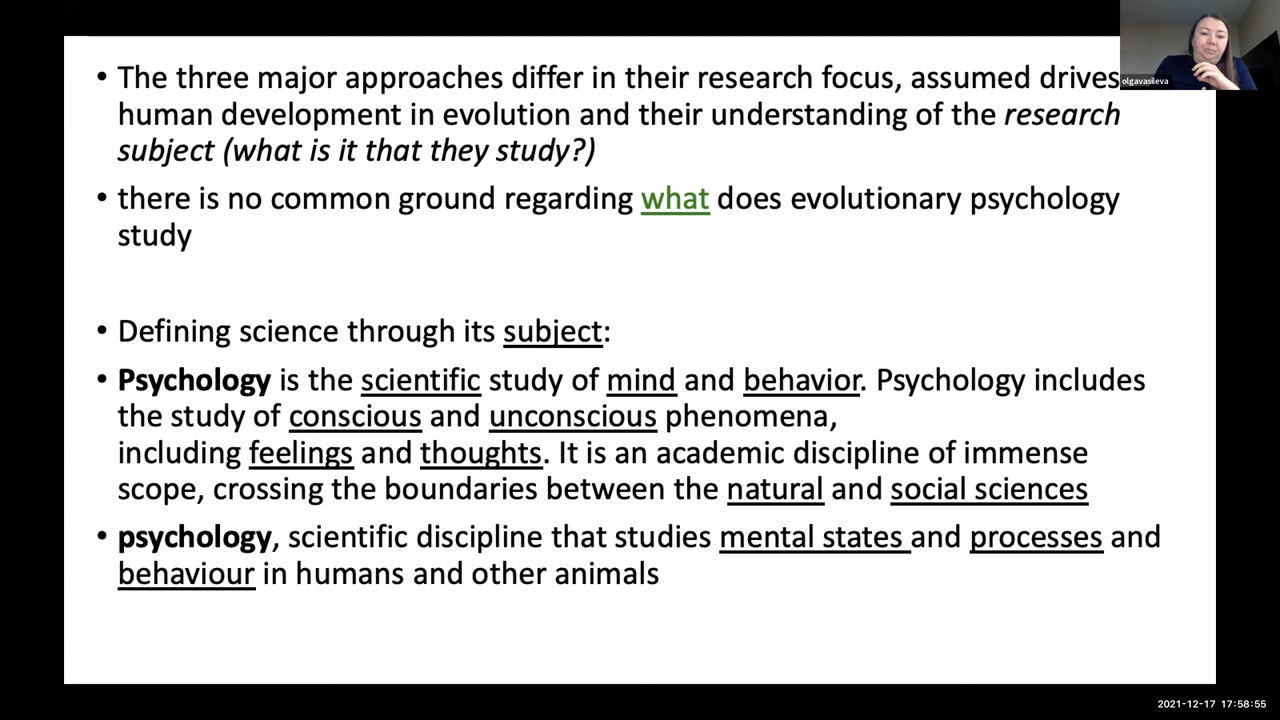 • The three major approaches differ in their research focus, assumed drives
human development in evolution and their understanding of the research
subject (what is it that they study?)
• there is no common ground regarding what does evolutionary psychology
study
• Defining science through its subject:
• Psychology is the scientific study of mind and behavior. Psychology includes
the study of conscious and unconscious phenomena,
including feelings and thoughts. It is an academic discipline of immense
scope, crossing the boundaries between the natural and social sciences
• psychology, scientific discipline that studies mental states and processes and
behaviour in humans and other animals
olgavasileva
2021-12-17 17:58:55